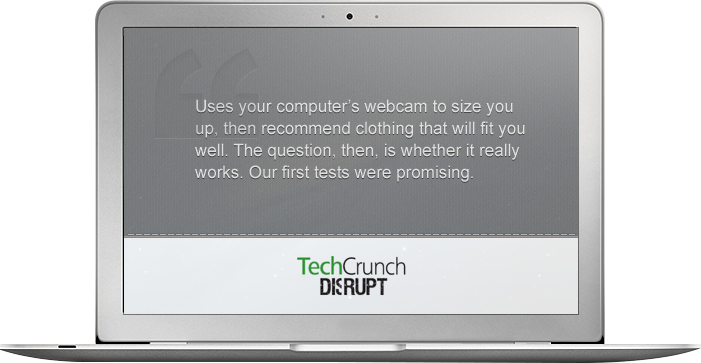 Uses your computer's webcam to size you
up, then recommend clothing that will fit you
well. The question, then, is whether it really
works. Our first tests were promising.
TechCrunch
DISRUPT